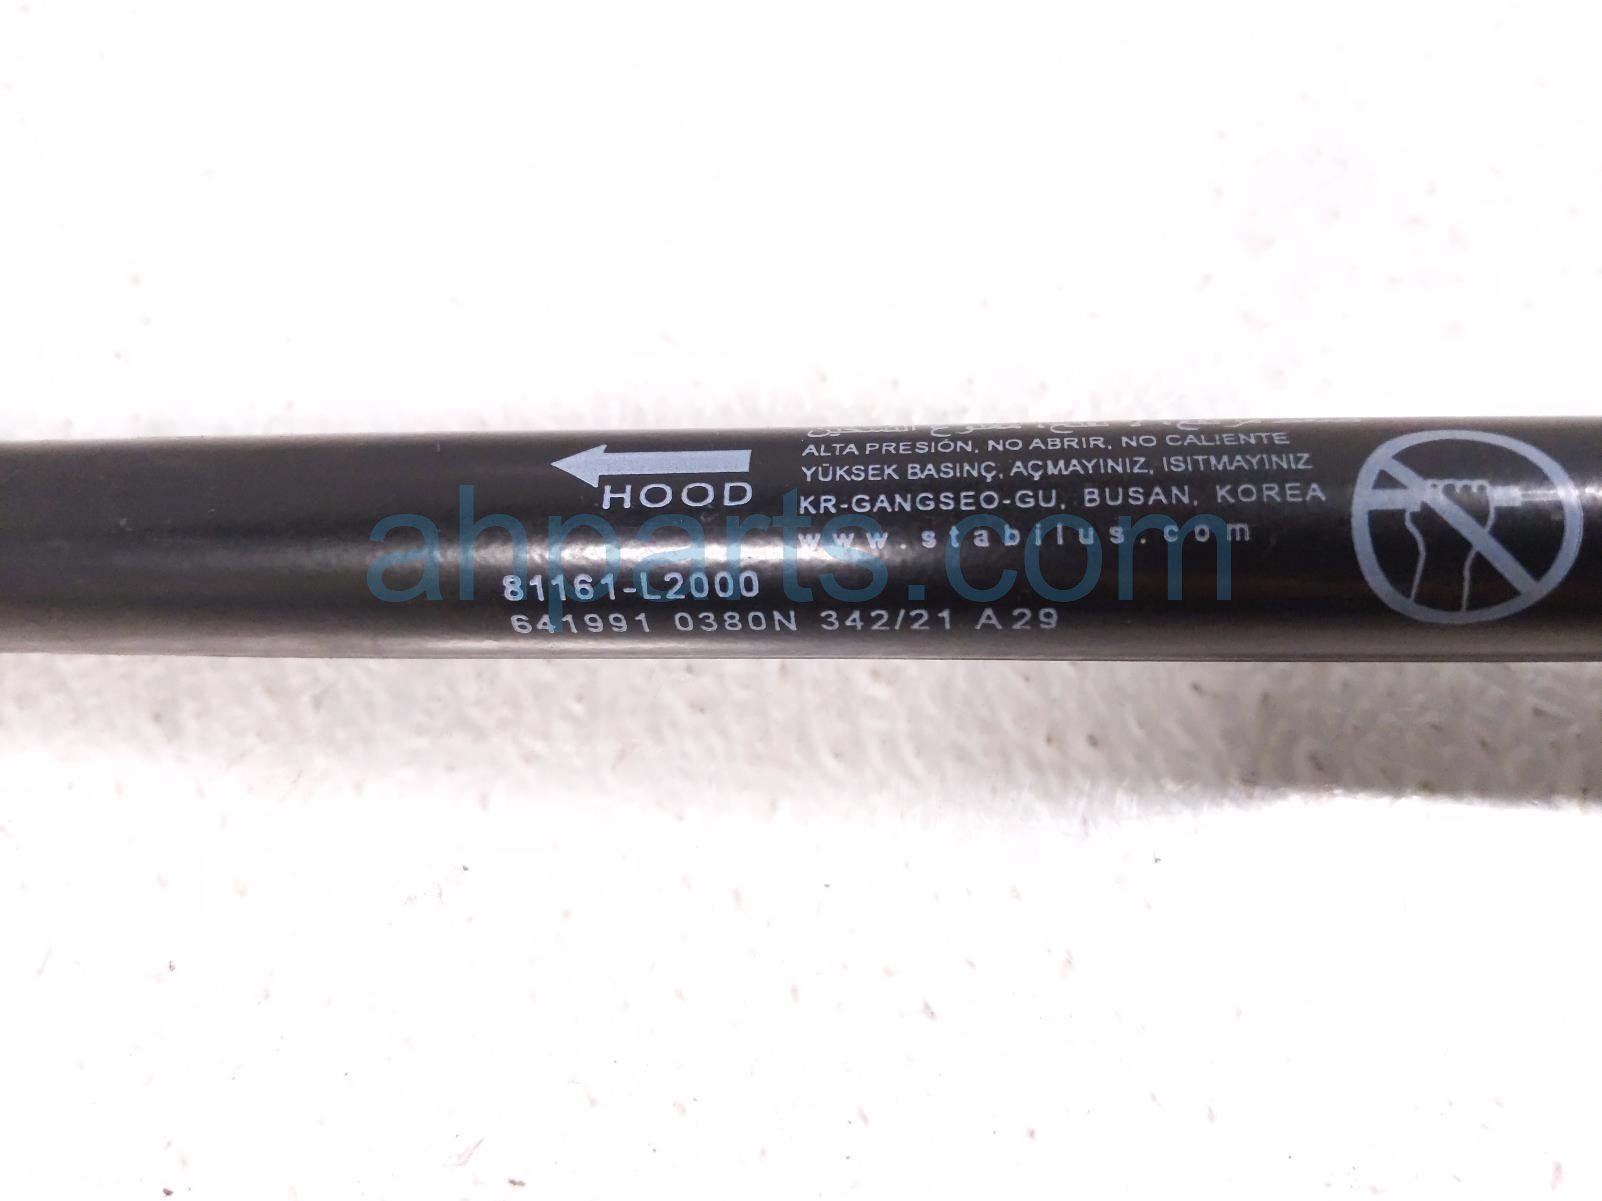 HOOD
ALTA PRESIÓN, NO ABRIR, NO CALIENTE
YÜKSEK BASINÇ, AÇMAYINIZ, ISITMAYINIZ
KR-GANGSEO-GU, BUSAN, KOREA
www.stabilus.com
81161-L2000
641991 0380N 342/21 A29
ahparts.com